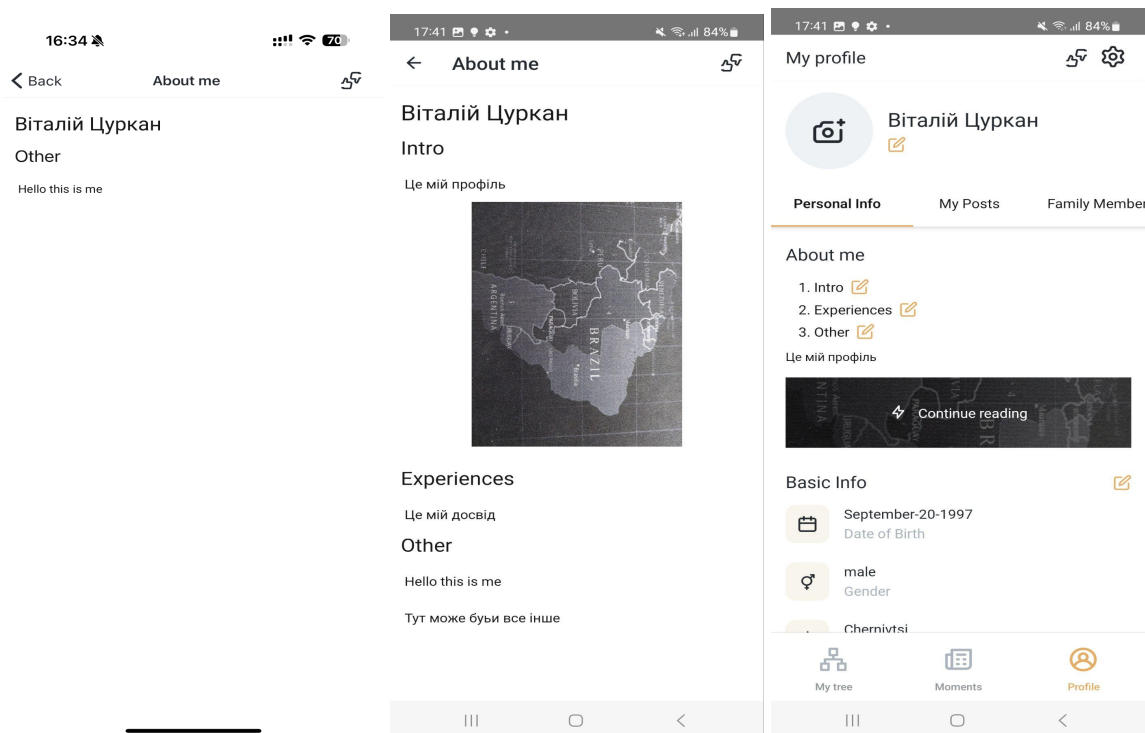 16:34
70
Back
About me
Віталій Цуркан
Other
Hello this is me
17:41
84%
About me
Віталій Цуркан
Intro
Це мій профіль
CHILE
ARGENTINA
PERU
BOLIVIA
BRAZIL
Experiences
Це мій досвід
Other
Hello this is me
Тут може буьи все інше
17:41
84%
My profile
Віталій Цуркан
Personal Info
My Posts
Family Member
About me
1. Intro
2. Experiences
3. Other
Це мій профіль
Continue reading
Basic Info
September-20-1997
Date of Birth
male
Gender
Chernivtsi
My tree
Moments
Profile